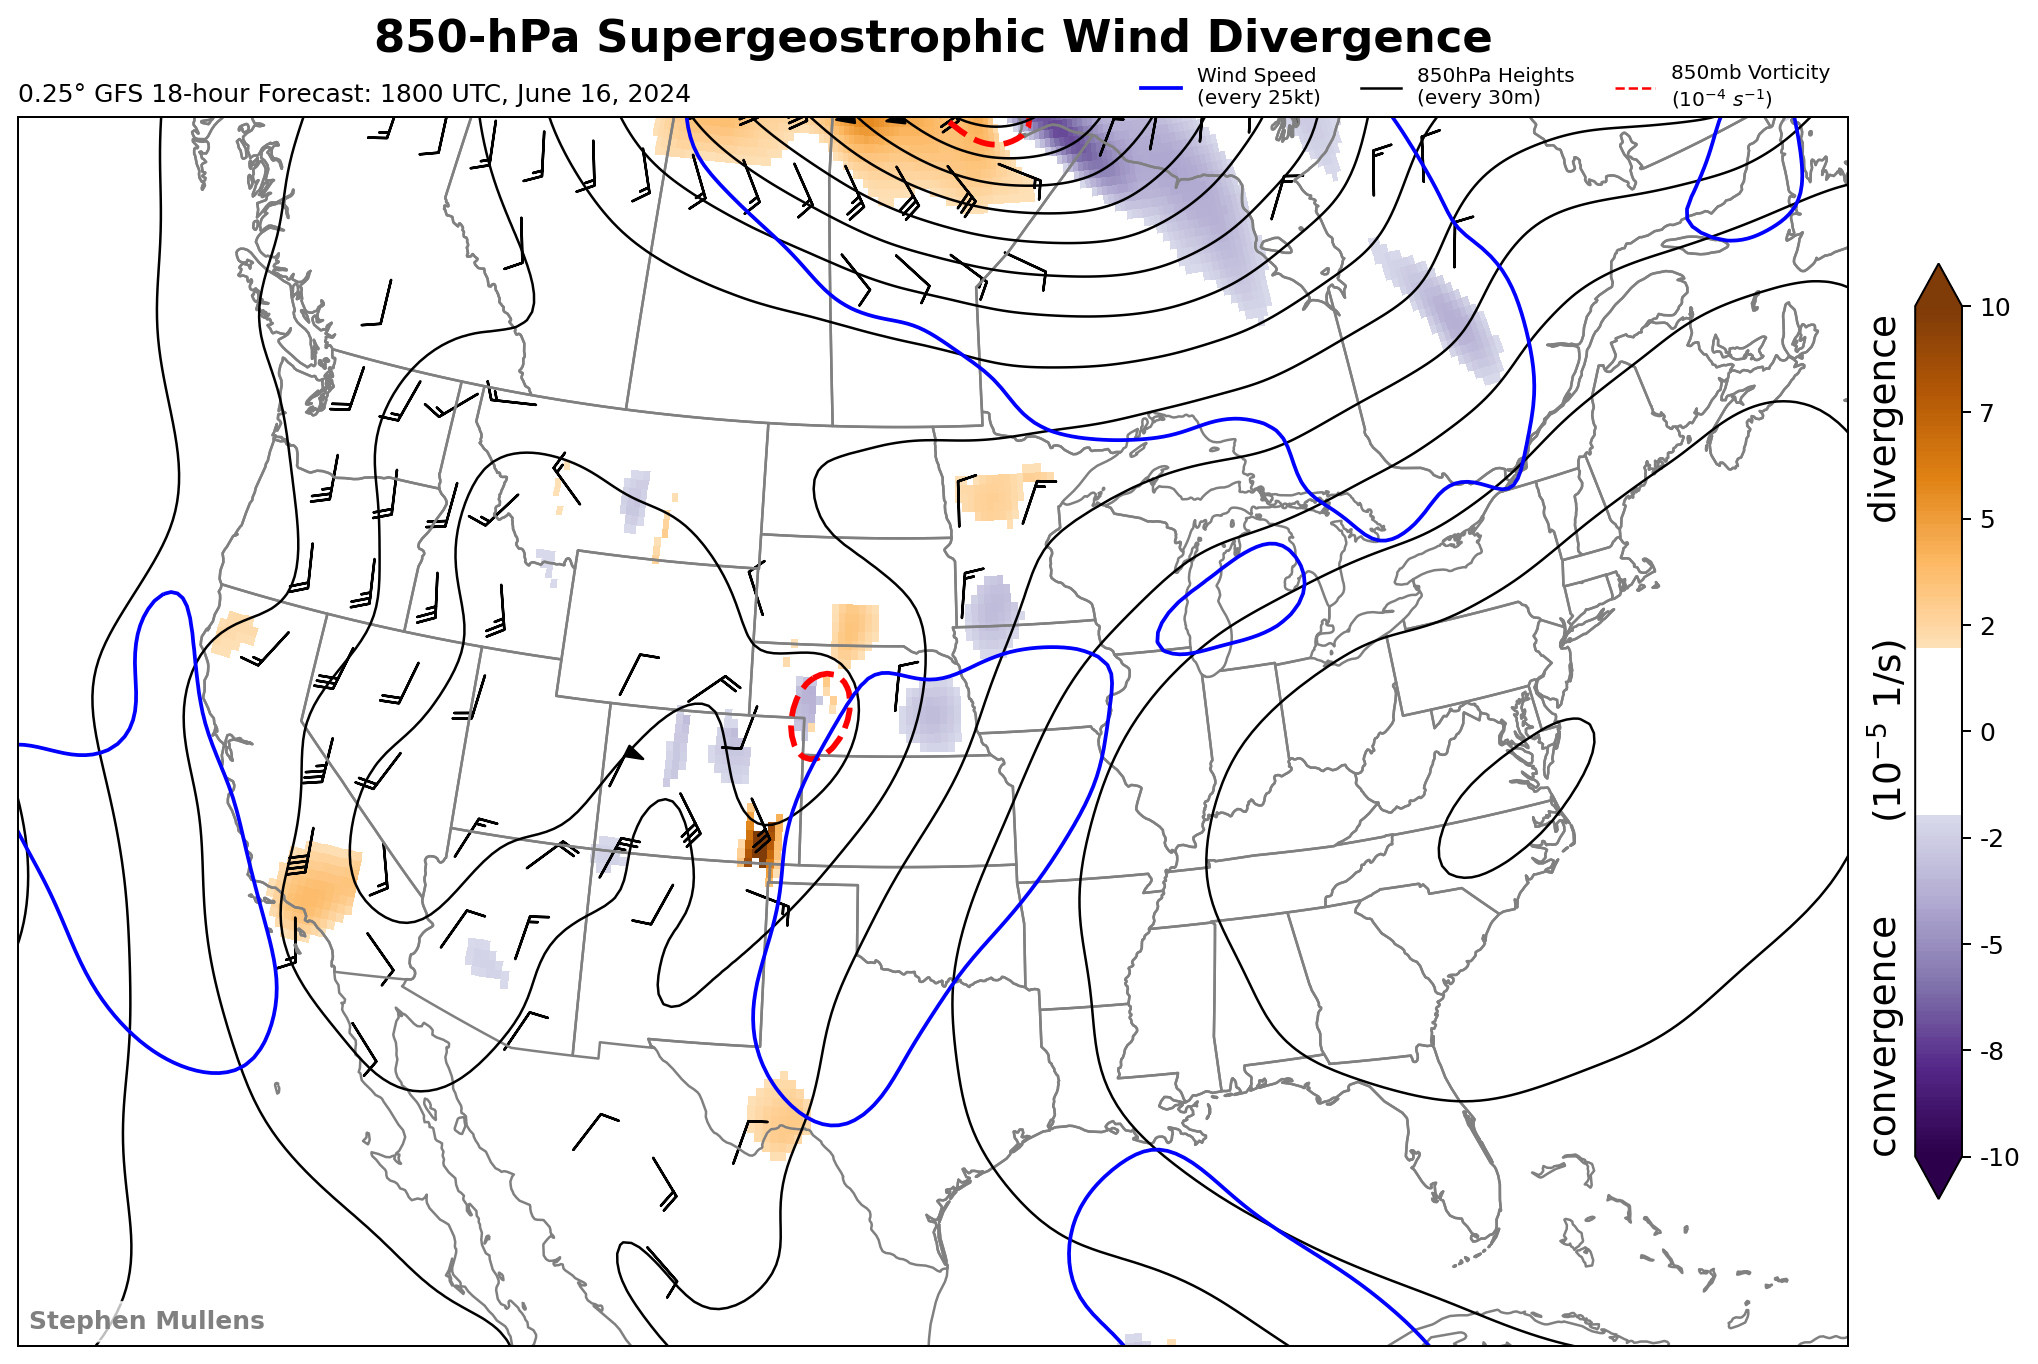 850-hPa Supergeostrophic Wind Divergence
0.25° GFS 18-hour Forecast: 1800 UTC, June 16, 2024
Wind Speed
(every 25kt)
850hPa Heights
(every 30m)
850mb Vorticity
(10⁻⁴ s⁻¹)
10
7
5
2
0
-2
-5
-8
-10
convergence (10⁻⁵ 1/s) divergence
Stephen Mullens